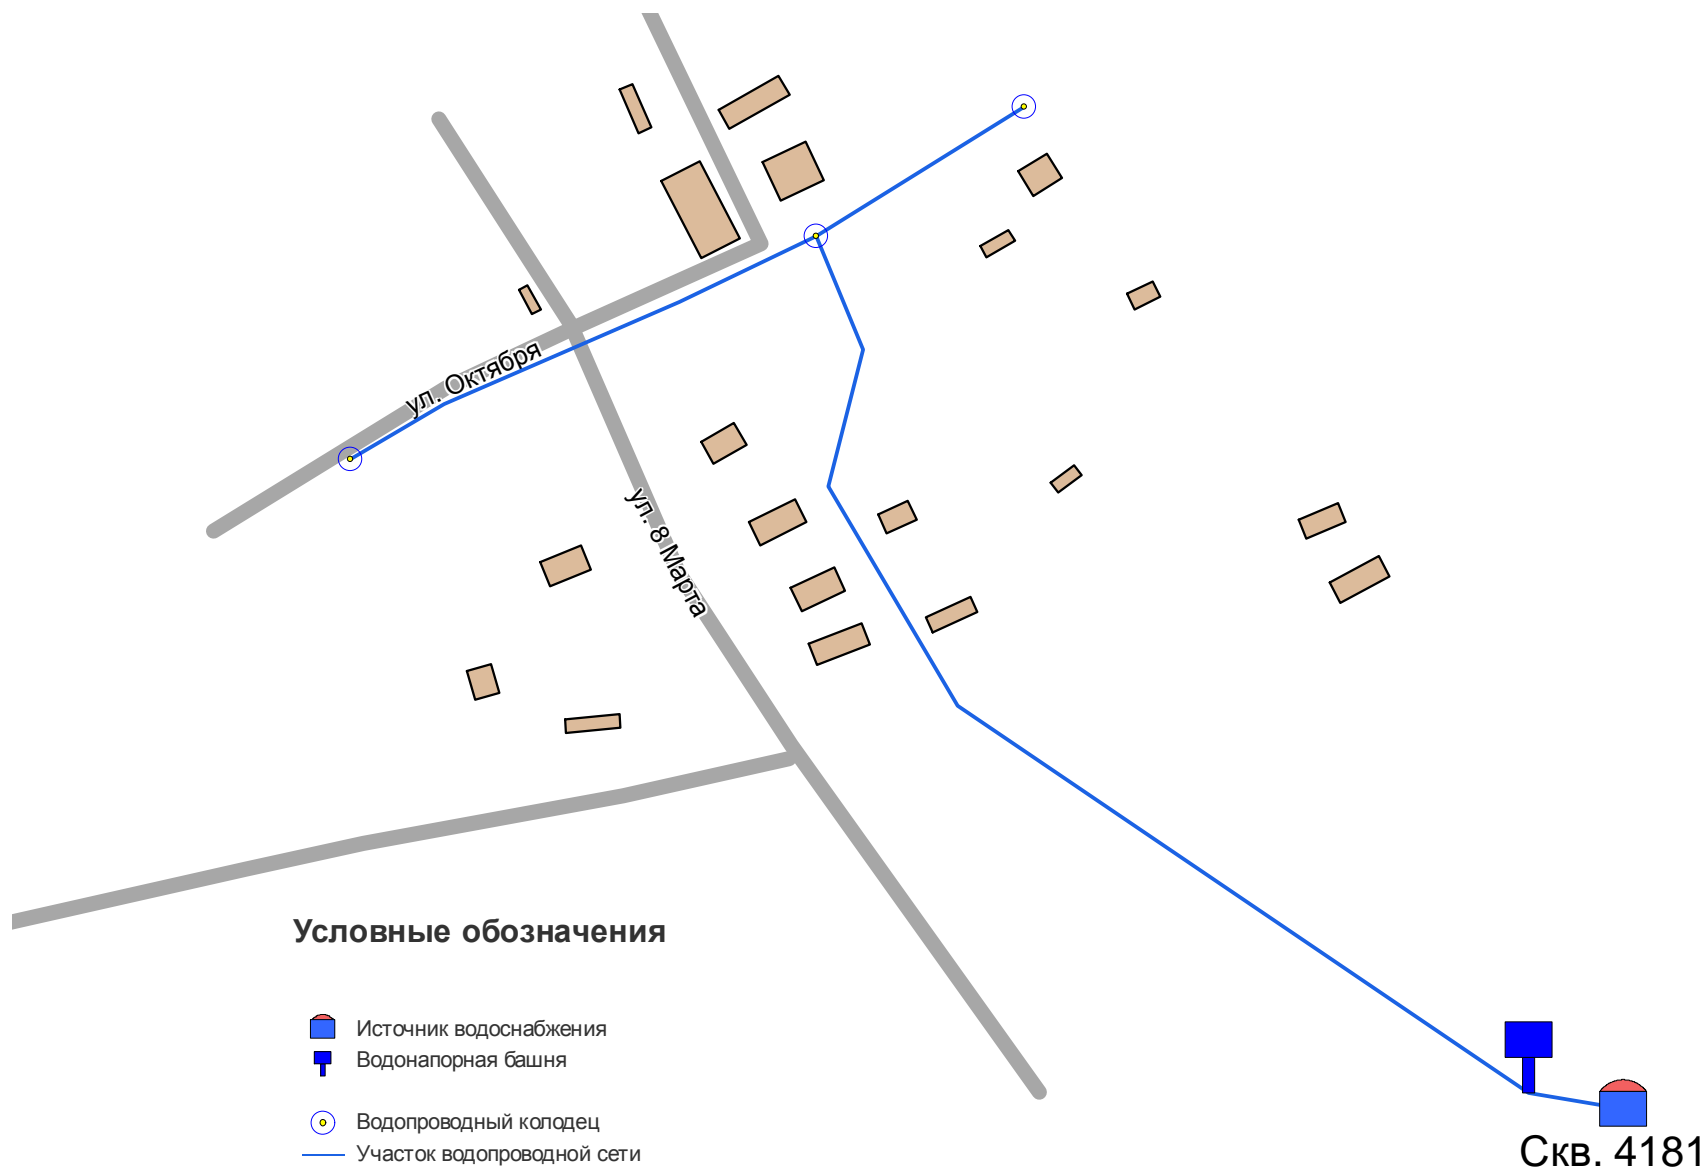 ул. Октября
ул. 8 Марта
Условные обозначения
Источник водоснабжения
Водонапорная башня
Водопроводный колодец
Участок водопроводной сети
Скв. 4181